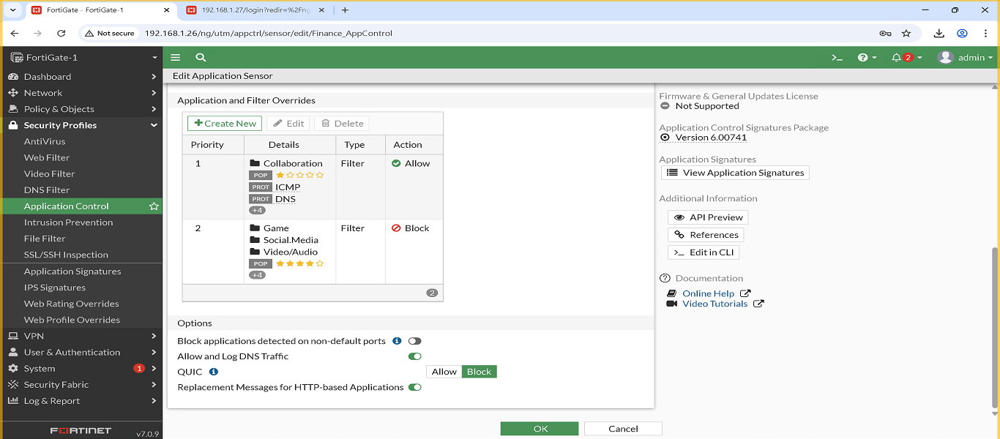 FortiGate - FortiGate-1
192.168.1.27/login?redir=%2Fng
Not secure
192.168.1.26/ng/utm/appctrl/sensor/edit/Finance_AppControl
FortiGate-1
2
admin
Edit Application Sensor
Dashboard
Network
Policy & Objects
Security Profiles
AntiVirus
Web Filter
Video Filter
DNS Filter
Application Control
Intrusion Prevention
File Filter
SSL/SSH Inspection
Application Signatures
IPS Signatures
Web Rating Overrides
Web Profile Overrides
VPN
User & Authentication
System 1
Security Fabric
Log & Report
FORTINET
v7.0.9
Application and Filter Overrides
Create New Edit Delete
Priority Details Type Action
1 Collaboration Filter Allow
POP
PROT ICMP
PROT DNS
+4
2 Game Filter Block
Social.Media
Video/Audio
POP
+4
2
Options
Block applications detected on non-default ports
Allow and Log DNS Traffic
QUIC Allow Block
Replacement Messages for HTTP-based Applications
OK Cancel
Firmware & General Updates License
Not Supported
Application Control Signatures Package
Version 6.00741
Application Signatures
View Application Signatures
Additional Information
API Preview
References
>_ Edit in CLI
Documentation
Online Help
Video Tutorials